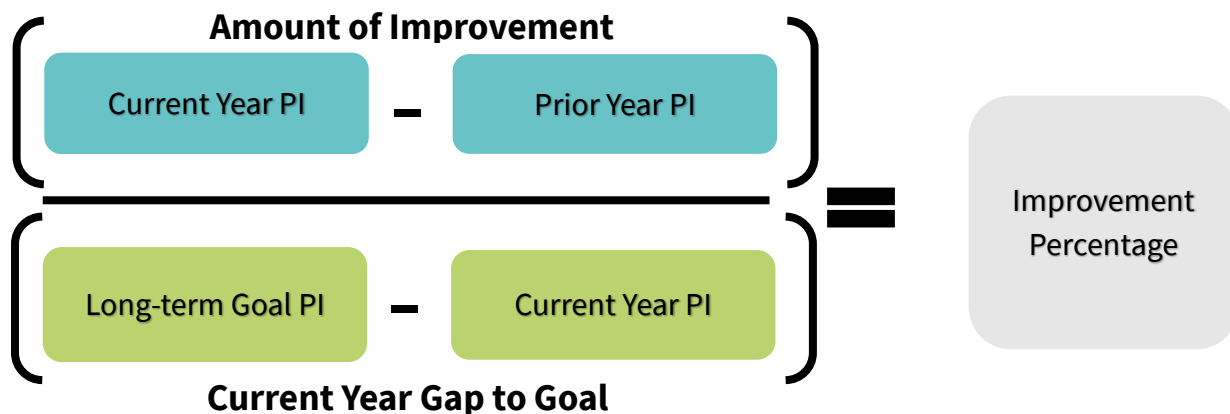 Amount of Improvement
Current Year PI - Prior Year PI
=
Improvement
Percentage
Long-term Goal PI - Current Year PI
Current Year Gap to Goal